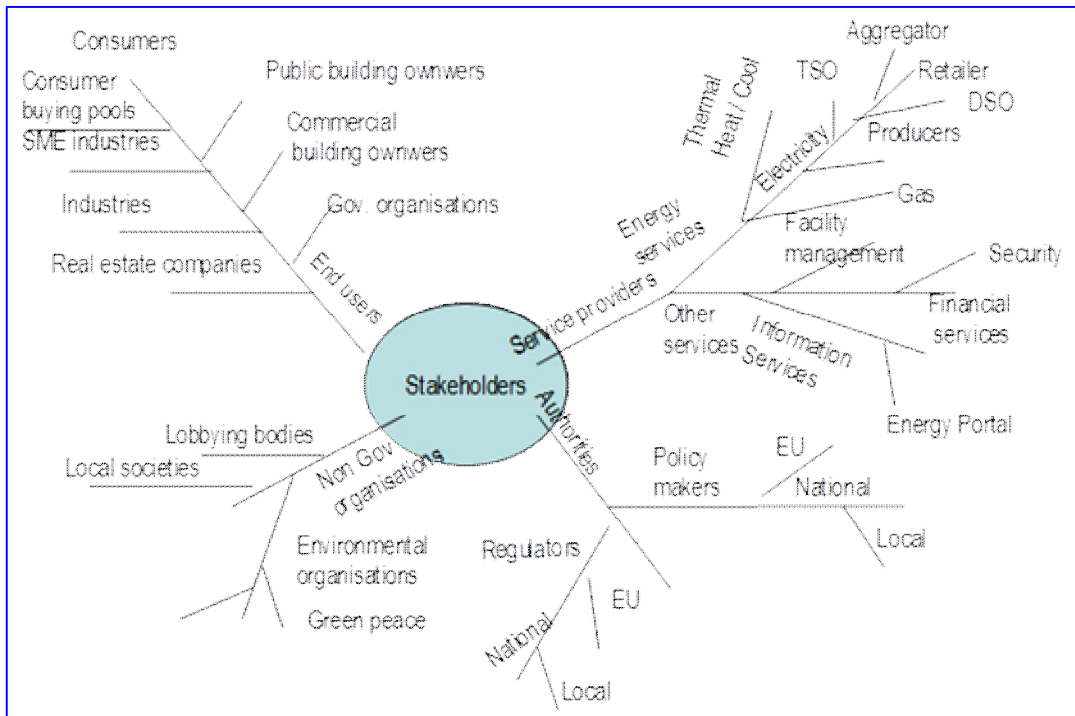 Consumers
Consumer
buying pools
SME industries
Industries
Real estate companies
Public building ownwers
Commercial
building ownwers
Gov. organisations
End users
Stakeholders
Service providers
Energy
services
Thermal
Heat / Cool
Electricity
TSO
Aggregator
Retailer
DSO
Producers
Gas
Other
services
Facility
management
Security
Financial
services
Information
Services
Energy Portal
Authorities
Policy
makers
EU
National
Local
Regulators
EU
National
Local
Non Gov
organisations
Lobbying bodies
Local societies
Environmental
organisations
Green peace